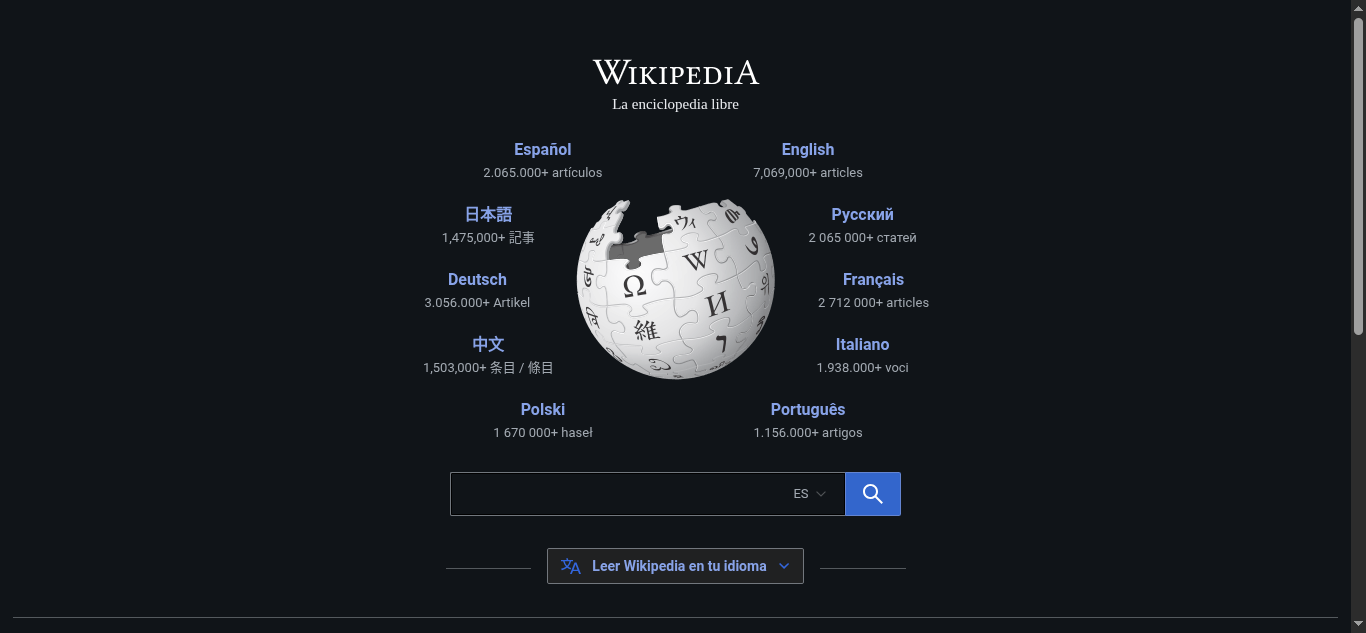 WIKIPEDIA
La enciclopedia libre
Español
2.065.000+ artículos
English
7,069,000+ articles
日本語
1,475,000+ 記事
Русский
2 065 000+ статей
Deutsch
3.056.000+ Artikel
Français
2 712 000+ articles
中文
1,503,000+ 条目 / 條目
Italiano
1.938.000+ voci
Polski
1 670 000+ haseł
Português
1.156.000+ artigos
Ω
W
И
維
ウィ
ES
Leer Wikipedia en tu idioma